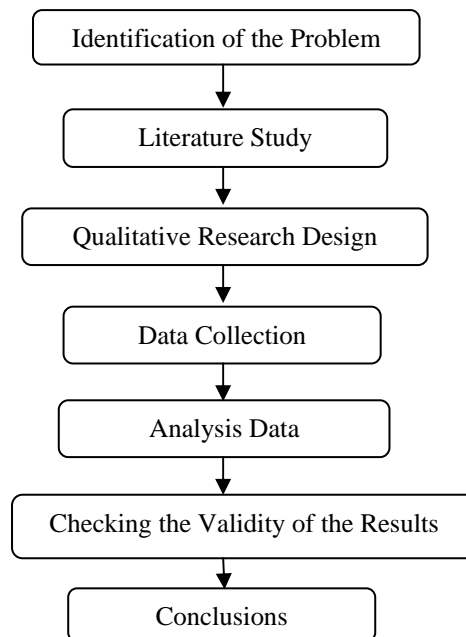 Identification of the Problem
Literature Study
Qualitative Research Design
Data Collection
Analysis Data
Checking the Validity of the Results
Conclusions